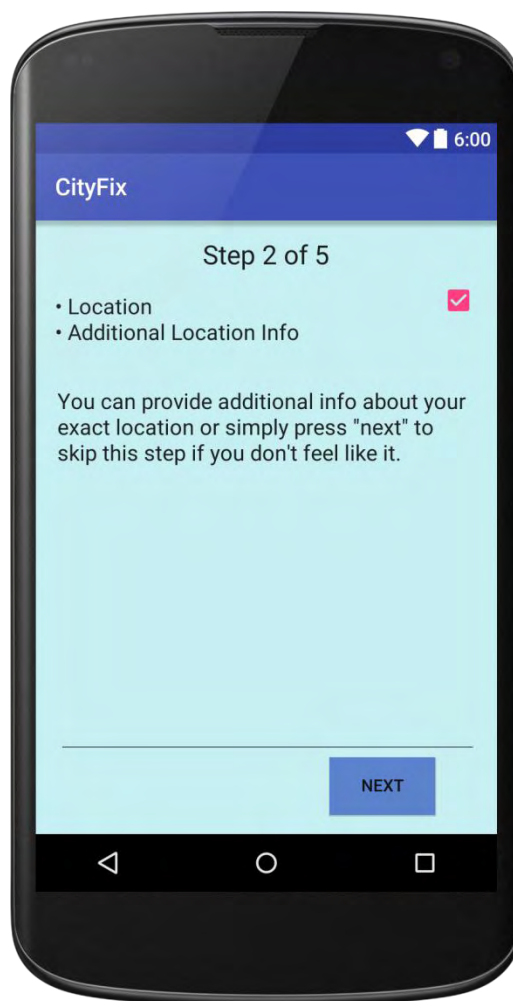 6:00
CityFix
Step 2 of 5
• Location
• Additional Location Info
You can provide additional info about your
exact location or simply press "next" to
skip this step if you don't feel like it.
NEXT